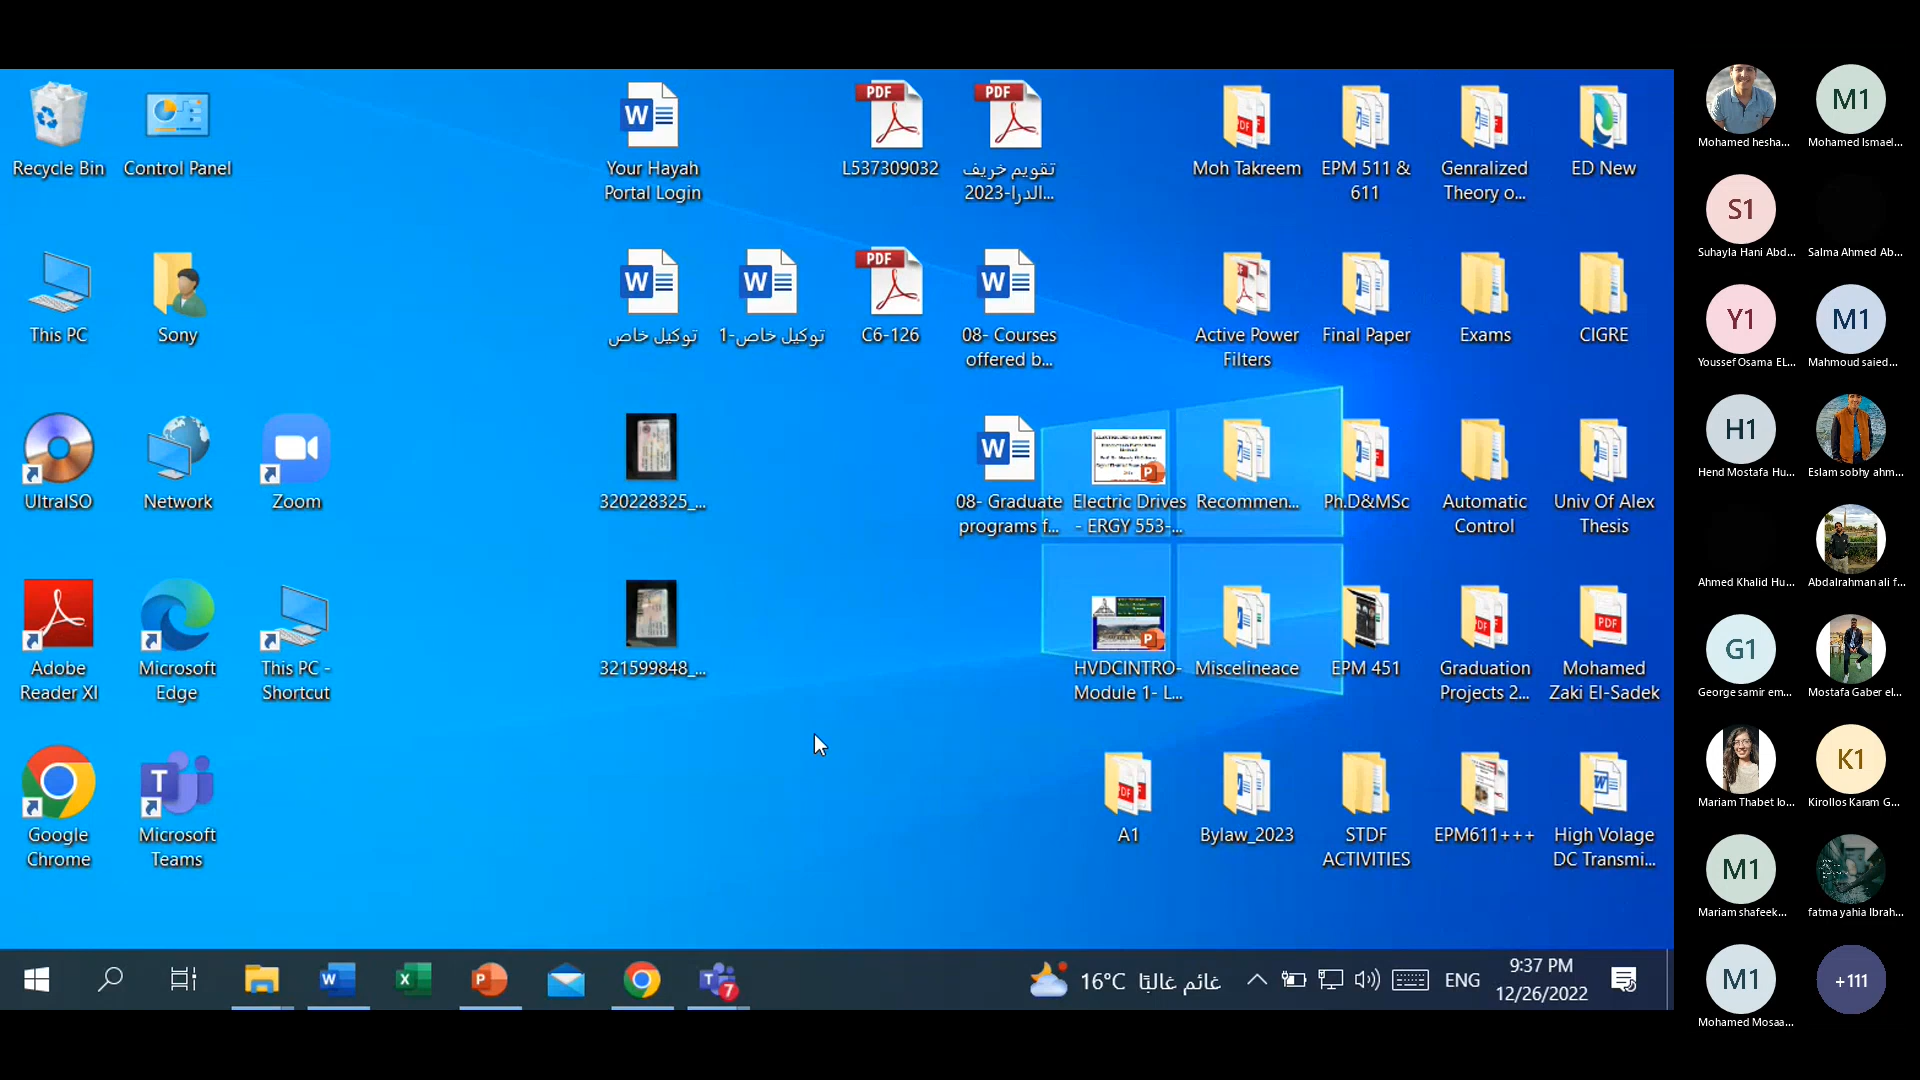 Recycle Bin
Control Panel
Your Hayah
Portal Login
L537309032
تقويم خريف
2023-الدرا...
Moh Takreem
EPM 511 &
611
Genralized
Theory o...
ED New
This PC
Sony
توكيل خاص
توكيل خاص-1
C6-126
08- Courses
offered b...
Active Power
Filters
Final Paper
Exams
CIGRE
UltraISO
Network
Zoom
320228325_...
08- Graduate
programs f...
Electric Drives
- ERGY 553-...
Recommen...
Ph.D&MSc
Automatic
Control
Univ Of Alex
Thesis
Adobe
Reader XI
Microsoft
Edge
This PC -
Shortcut
321599848_...
HVDCINTRO-
Module 1- L...
Miscelineace
EPM 451
Graduation
Projects 2...
Mohamed
Zaki El-Sadek
Google
Chrome
Microsoft
Teams
A1
Bylaw_2023
STDF
ACTIVITIES
EPM611+++
High Volage
DC Transmi...
16°C غائم غالبًا
ENG
9:37 PM
12/26/2022
7
Mohamed hesha...
M1
Mohamed Ismael...
S1
Suhayla Hani Abd...
Salma Ahmed Ab...
Y1
Youssef Osama EL...
M1
Mahmoud saied...
H1
Hend Mostafa Hu...
Eslam sobhy ahm...
Ahmed Khalid Hu...
Abdalrahman ali f...
G1
George samir em...
Mostafa Gaber el...
Mariam Thabet lo...
K1
Kirollos Karam G...
M1
Mariam shafeek...
fatma yahia Ibrah...
M1
Mohamed Mosaa...
+111